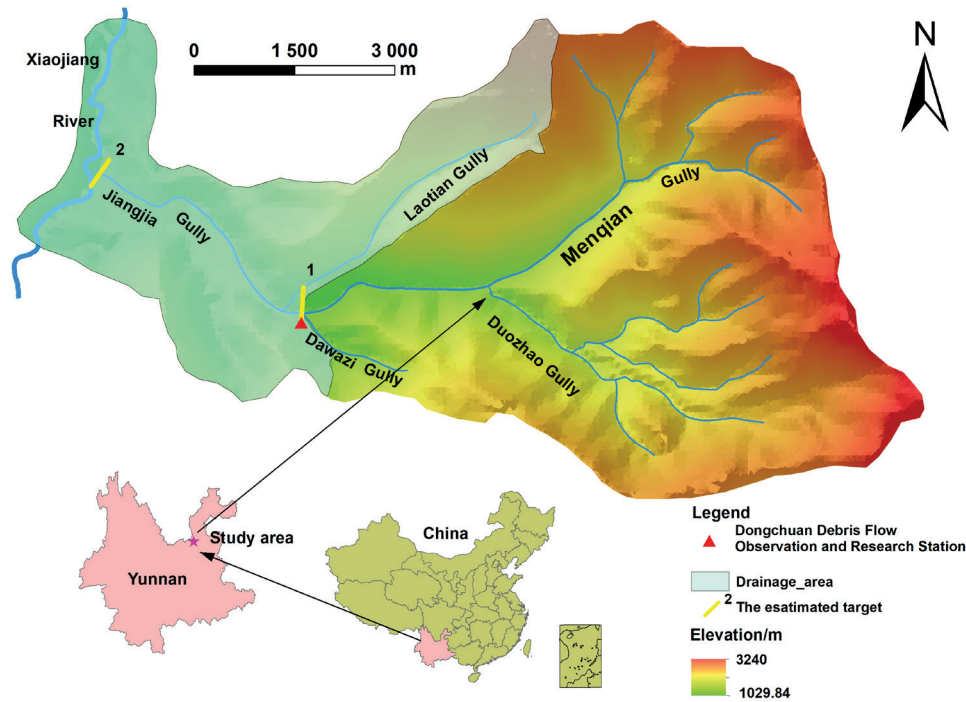 0 1 500 3 000
m
N
Xiaojiang
River
2
Jiangjia Gully
Laotian Gully
Menqian Gully
1
Dawazi Gully
Duozhao Gully
Study area
Yunnan
China
Legend
Dongchuan Debris Flow
Observation and Research Station
Drainage_area
2 The esatimated target
Elevation/m
3240
1029.84